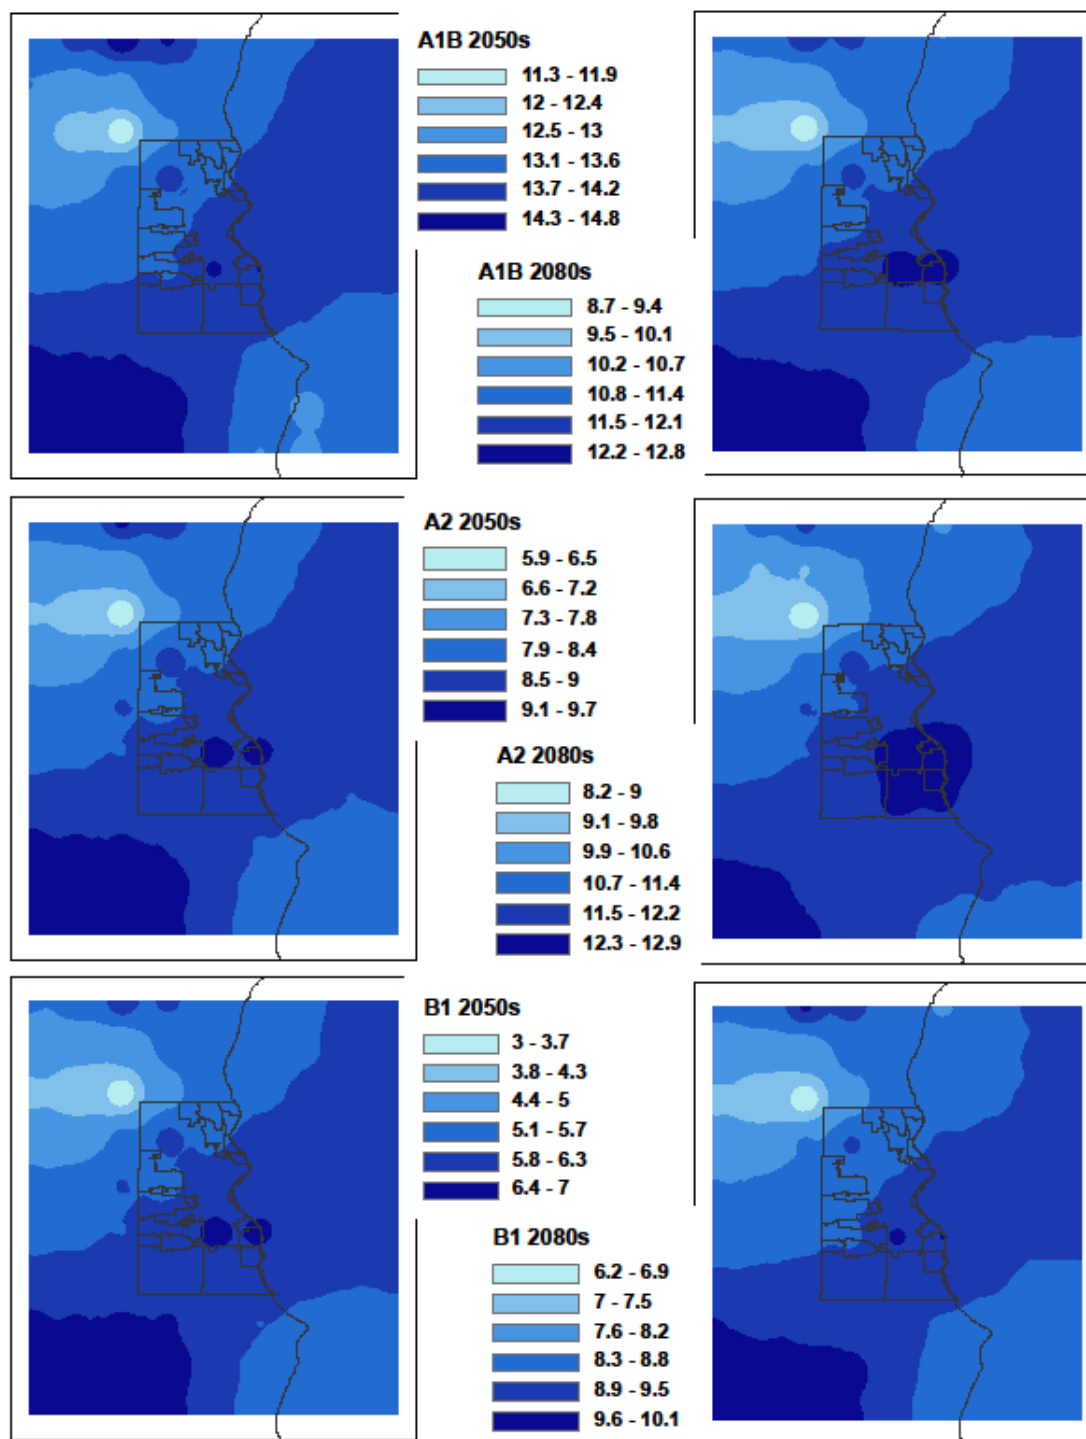 A1B 2050s
11.3 - 11.9
12 - 12.4
12.5 - 13
13.1 - 13.6
13.7 - 14.2
14.3 - 14.8
A1B 2080s
8.7 - 9.4
9.5 - 10.1
10.2 - 10.7
10.8 - 11.4
11.5 - 12.1
12.2 - 12.8
A2 2050s
5.9 - 6.5
6.6 - 7.2
7.3 - 7.8
7.9 - 8.4
8.5 - 9
9.1 - 9.7
A2 2080s
8.2 - 9
9.1 - 9.8
9.9 - 10.6
10.7 - 11.4
11.5 - 12.2
12.3 - 12.9
B1 2050s
3 - 3.7
3.8 - 4.3
4.4 - 5
5.1 - 5.7
5.8 - 6.3
6.4 - 7
B1 2080s
6.2 - 6.9
7 - 7.5
7.6 - 8.2
8.3 - 8.8
8.9 - 9.5
9.6 - 10.1